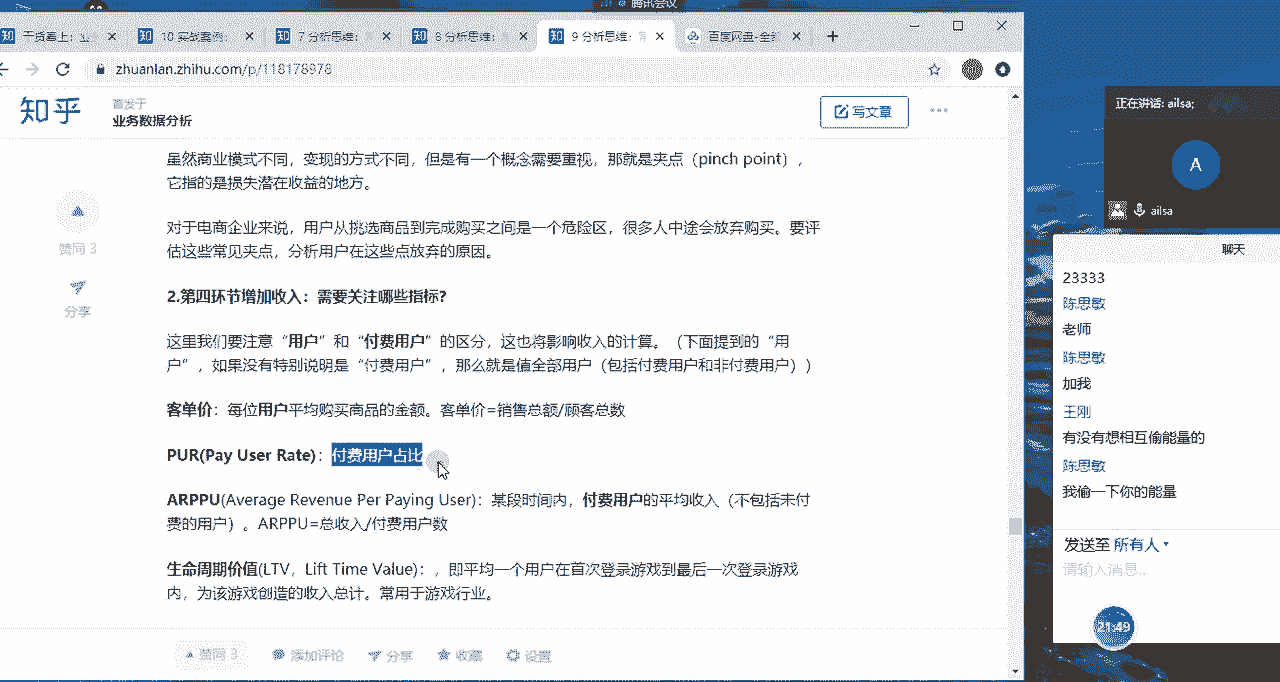 腾讯会议
知 干货奉上：业
知 10 实战案例：
知 7 分析思维：
知 8 分析思维：
知 9 分析思维：
百度网盘-全部
zhuanlan.zhihu.com/p/118178978
知乎
首发于
业务数据分析
写文章
虽然商业模式不同，变现的方式不同，但是有一个概念需要重视，那就是夹点（pinch point），
它指的是损失潜在收益的地方。
对于电商企业来说，用户从挑选商品到完成购买之间是一个危险区，很多人中途会放弃购买。要评
估这些常见夹点，分析用户在这些点放弃的原因。
2.第四环节增加收入：需要关注哪些指标?
这里我们要注意“用户”和“付费用户”的区分，这也将影响收入的计算。（下面提到的“用
户”，如果没有特别说明是“付费用户”，那么就是值全部用户（包括付费用户和非付费用户））
客单价：每位用户平均购买商品的金额。客单价=销售总额/顾客总数
PUR(Pay User Rate)：付费用户占比
ARPPU(Average Revenue Per Paying User)：某段时间内，付费用户的平均收入（不包括未付
费的用户）。ARPPU=总收入/付费用户数
生命周期价值(LTV，Lift Time Value)：，即平均一个用户在首次登录游戏到最后一次登录游戏
内，为该游戏创造的收入总计。常用于游戏行业。
赞同 3
分享
赞同 3
添加评论
分享
收藏
设置
正在讲话: ailsa;
A
ailsa
聊天
23333
陈思敏
老师
陈思敏
加我
王刚
有没有想相互偷能量的
陈思敏
我偷一下你的能量
发送至 所有人
请输入消息...
21:49